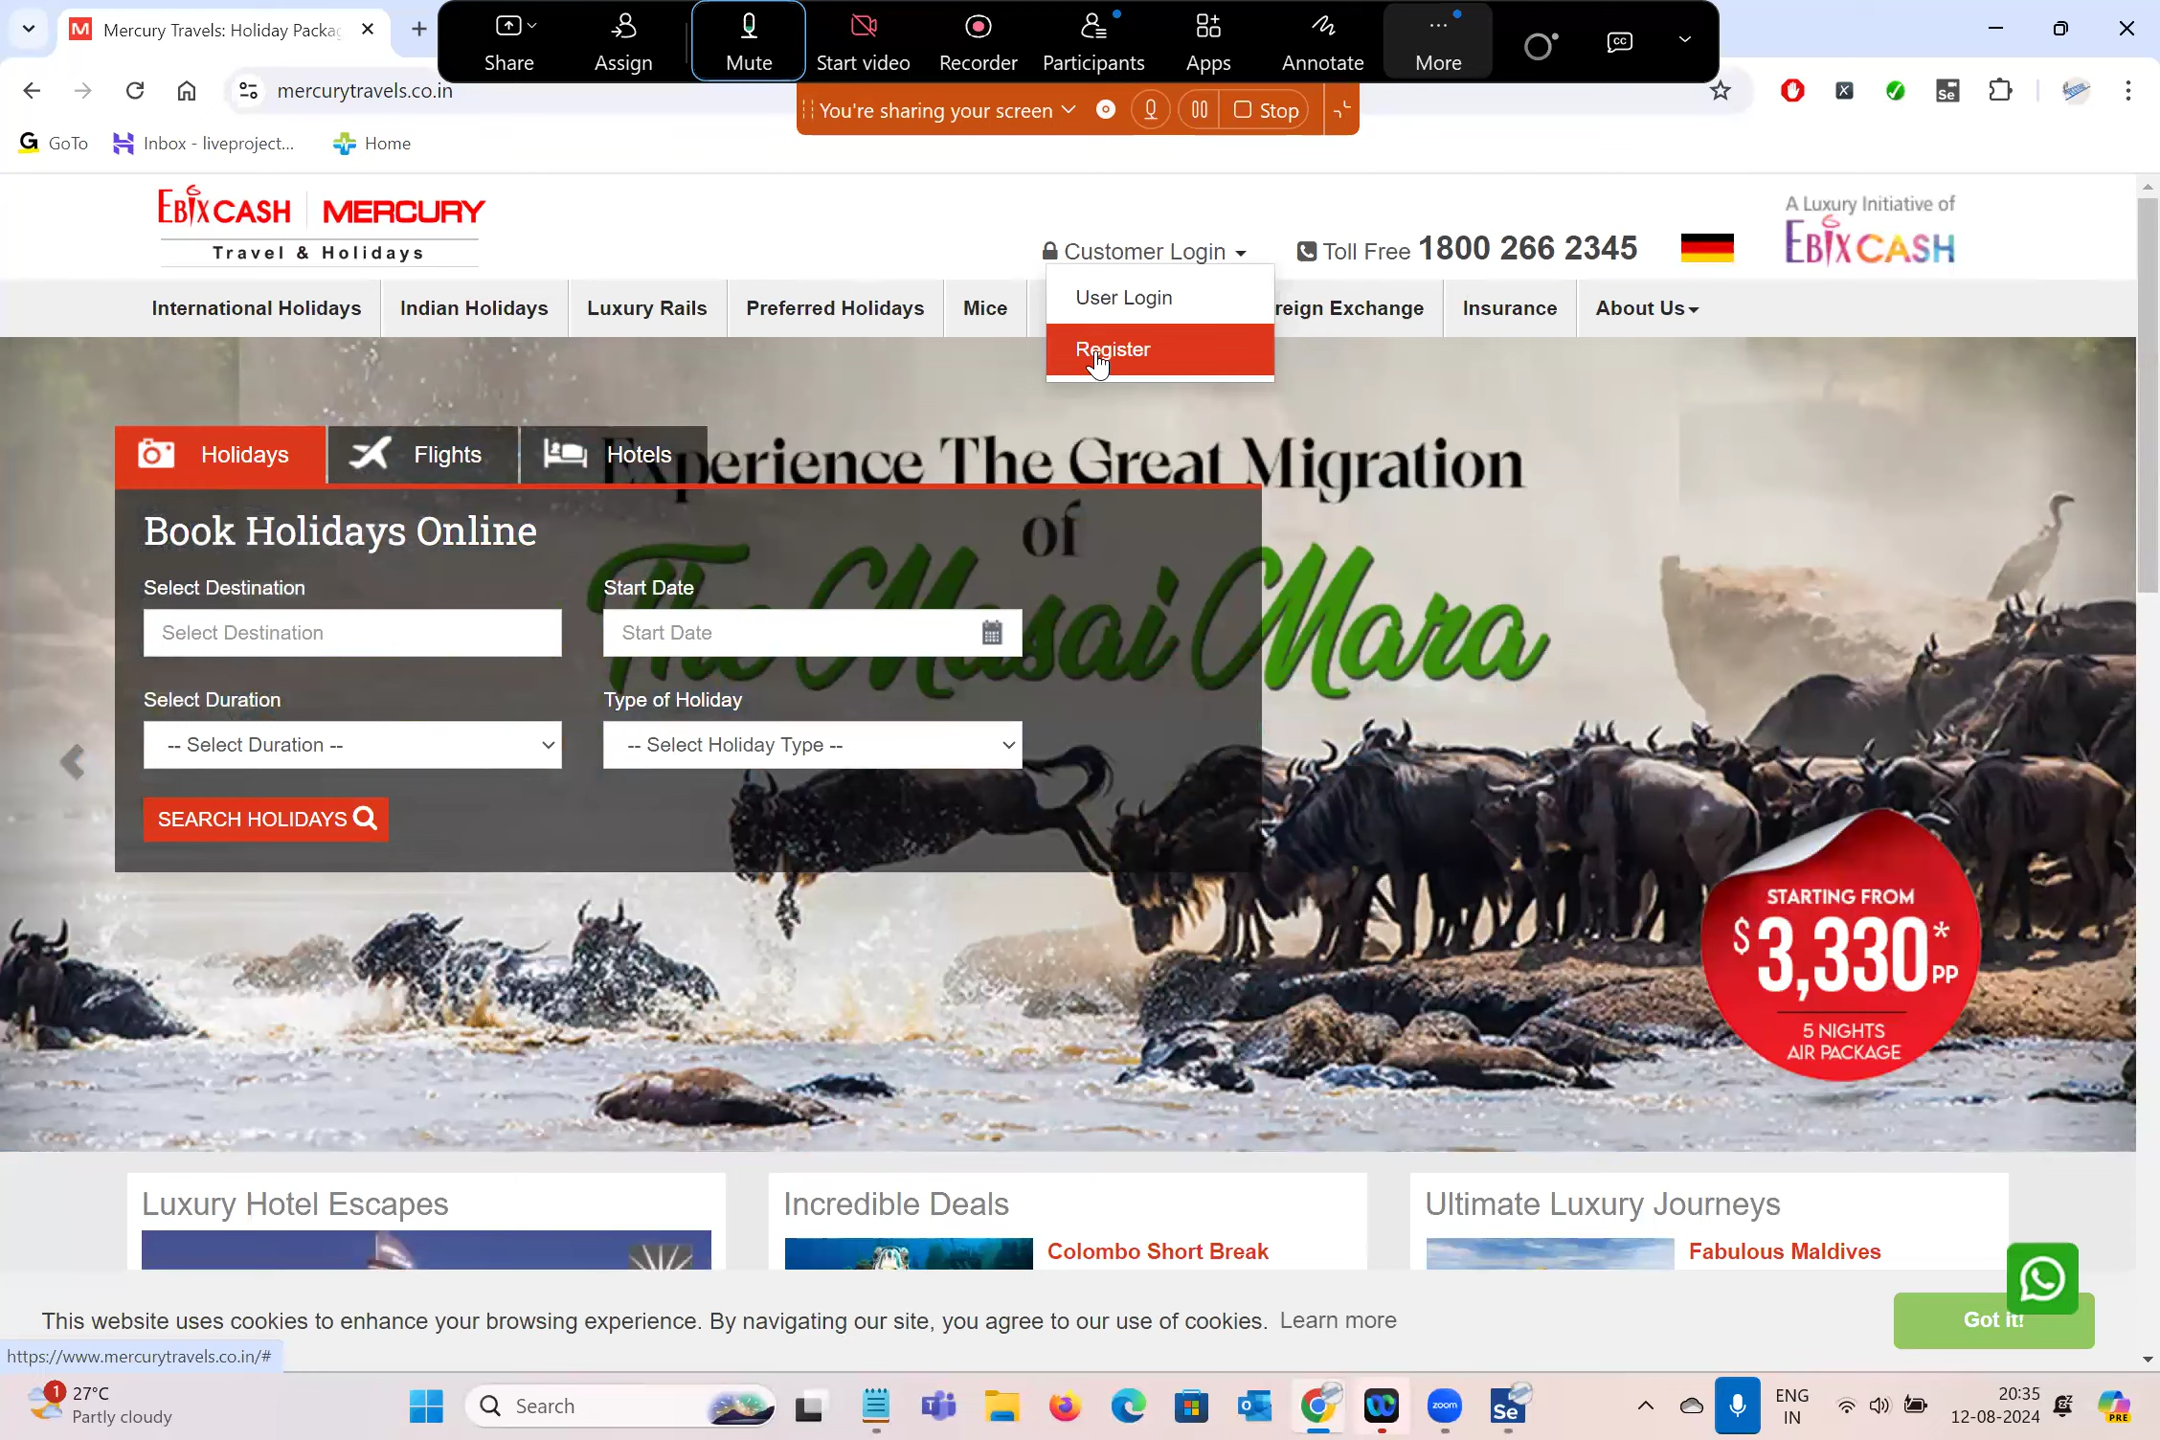 Mercury Travels: Holiday Packag
Share
Assign
Mute
Start video
Recorder
Participants
Apps
Annotate
More
CC
mercurytravels.co.in
You're sharing your screen
Stop
GoTo
Inbox - liveproject...
Home
EBIXCASH | MERCURY
Travel & Holidays
Customer Login
Toll Free 1800 266 2345
A Luxury Initiative of
EBIXCASH
User Login
Register
International Holidays
Indian Holidays
Luxury Rails
Preferred Holidays
Mice
reign Exchange
Insurance
About Us
Holidays
Flights
Hotels
Experience The Great Migration
of
The Masai Mara
Book Holidays Online
Select Destination
Start Date
Select Destination
Start Date
Select Duration
Type of Holiday
-- Select Duration --
-- Select Holiday Type --
SEARCH HOLIDAYS
STARTING FROM
$3,330* PP
5 NIGHTS
AIR PACKAGE
Luxury Hotel Escapes
Incredible Deals
Ultimate Luxury Journeys
Colombo Short Break
Fabulous Maldives
This website uses cookies to enhance your browsing experience. By navigating our site, you agree to our use of cookies. Learn more
Got it!
https://www.mercurytravels.co.in/#
1
27°C
Partly cloudy
Search
zoom
Se
ENG
IN
20:35
12-08-2024
PRE